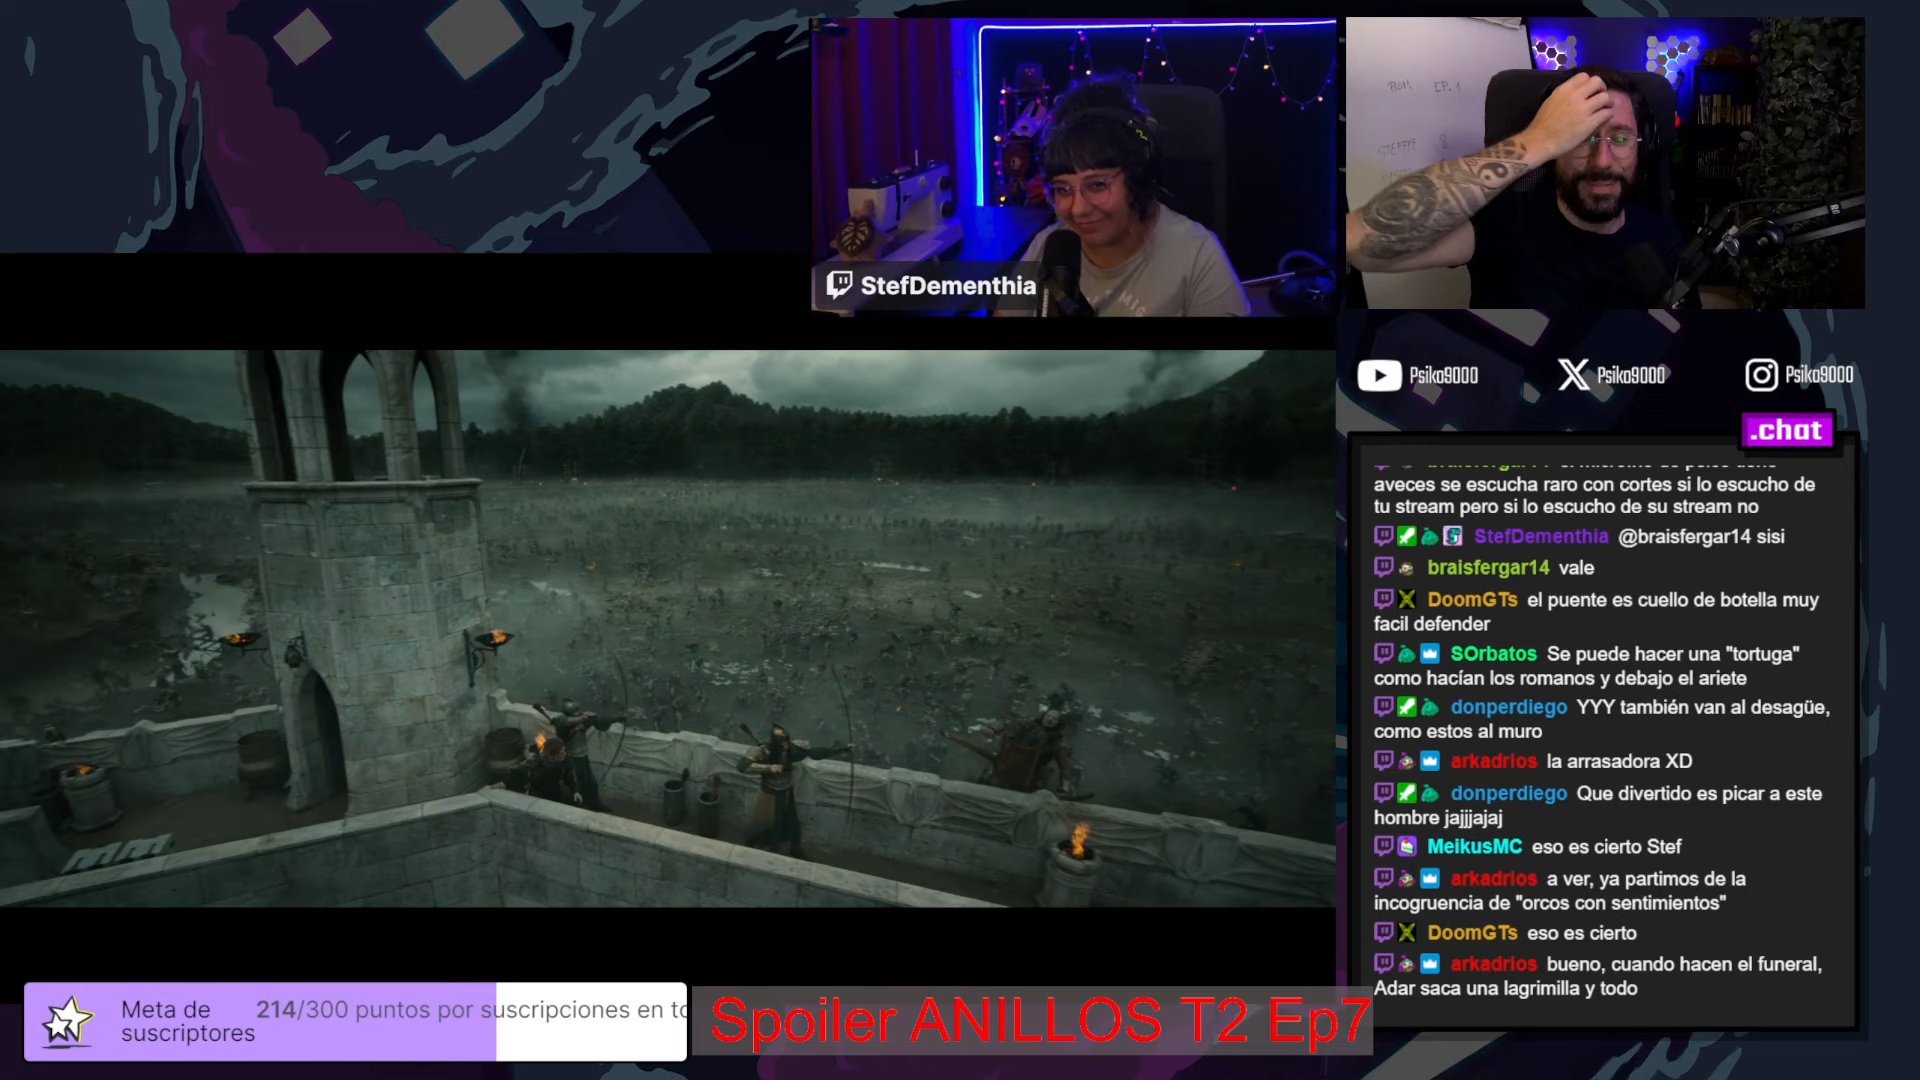 StefDementhia
EP. 1
8
Psiko9000
Psiko9000
Psiko9000
.chat
aveces se escucha raro con cortes si lo escucho de
tu stream pero si lo escucho de su stream no
StefDementhia @braisfergar14 sisi
braisfergar14 vale
DoomGTs el puente es cuello de botella muy
facil defender
SOrbatos Se puede hacer una "tortuga"
como hacían los romanos y debajo el ariete
donperdiego YYY también van al desagüe,
como estos al muro
arkadrios la arrasadora XD
donperdiego Que divertido es picar a este
hombre jajjjajaj
MeikusMC eso es cierto Stef
arkadrios a ver, ya partimos de la
incogruencia de "orcos con sentimientos"
DoomGTs eso es cierto
arkadrios bueno, cuando hacen el funeral,
Adar saca una lagrimilla y todo
Meta de
suscriptores
214/300 puntos por suscripciones en to
Spoiler ANILLOS T2 Ep7